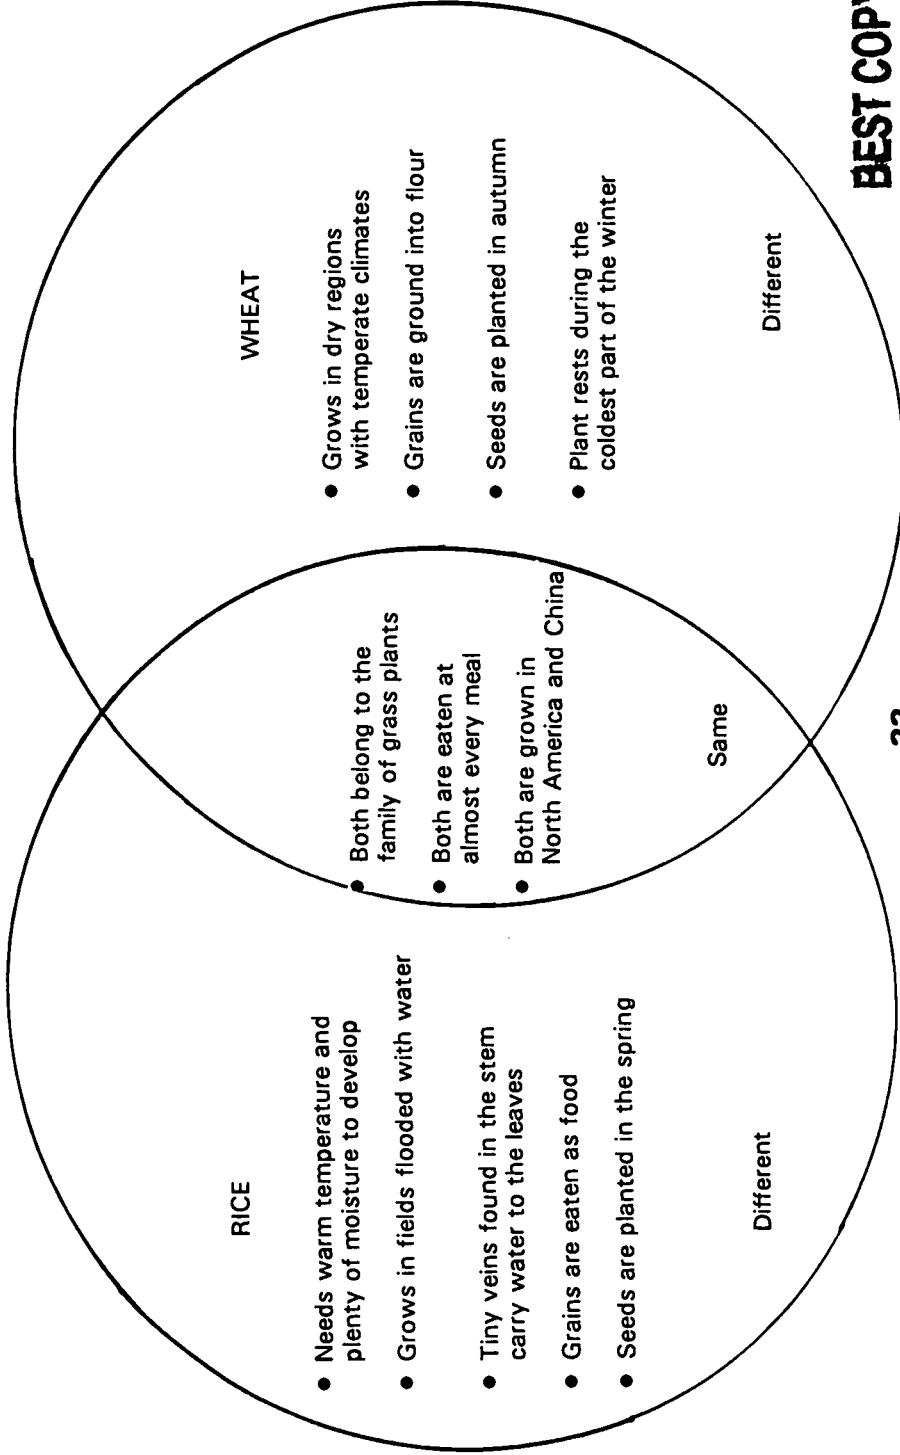 RICE
● Needs warm temperature and
plenty of moisture to develop
● Grows in fields flooded with water
● Tiny veins found in the stem
carry water to the leaves
● Grains are eaten as food
● Seeds are planted in the spring
Different
● Both belong to the
family of grass plants
● Both are eaten at
almost every meal
● Both are grown in
North America and China
Same
WHEAT
● Grows in dry regions
with temperate climates
● Grains are ground into flour
● Seeds are planted in autumn
● Plant rests during the
coldest part of the winter
Different
BEST COPY